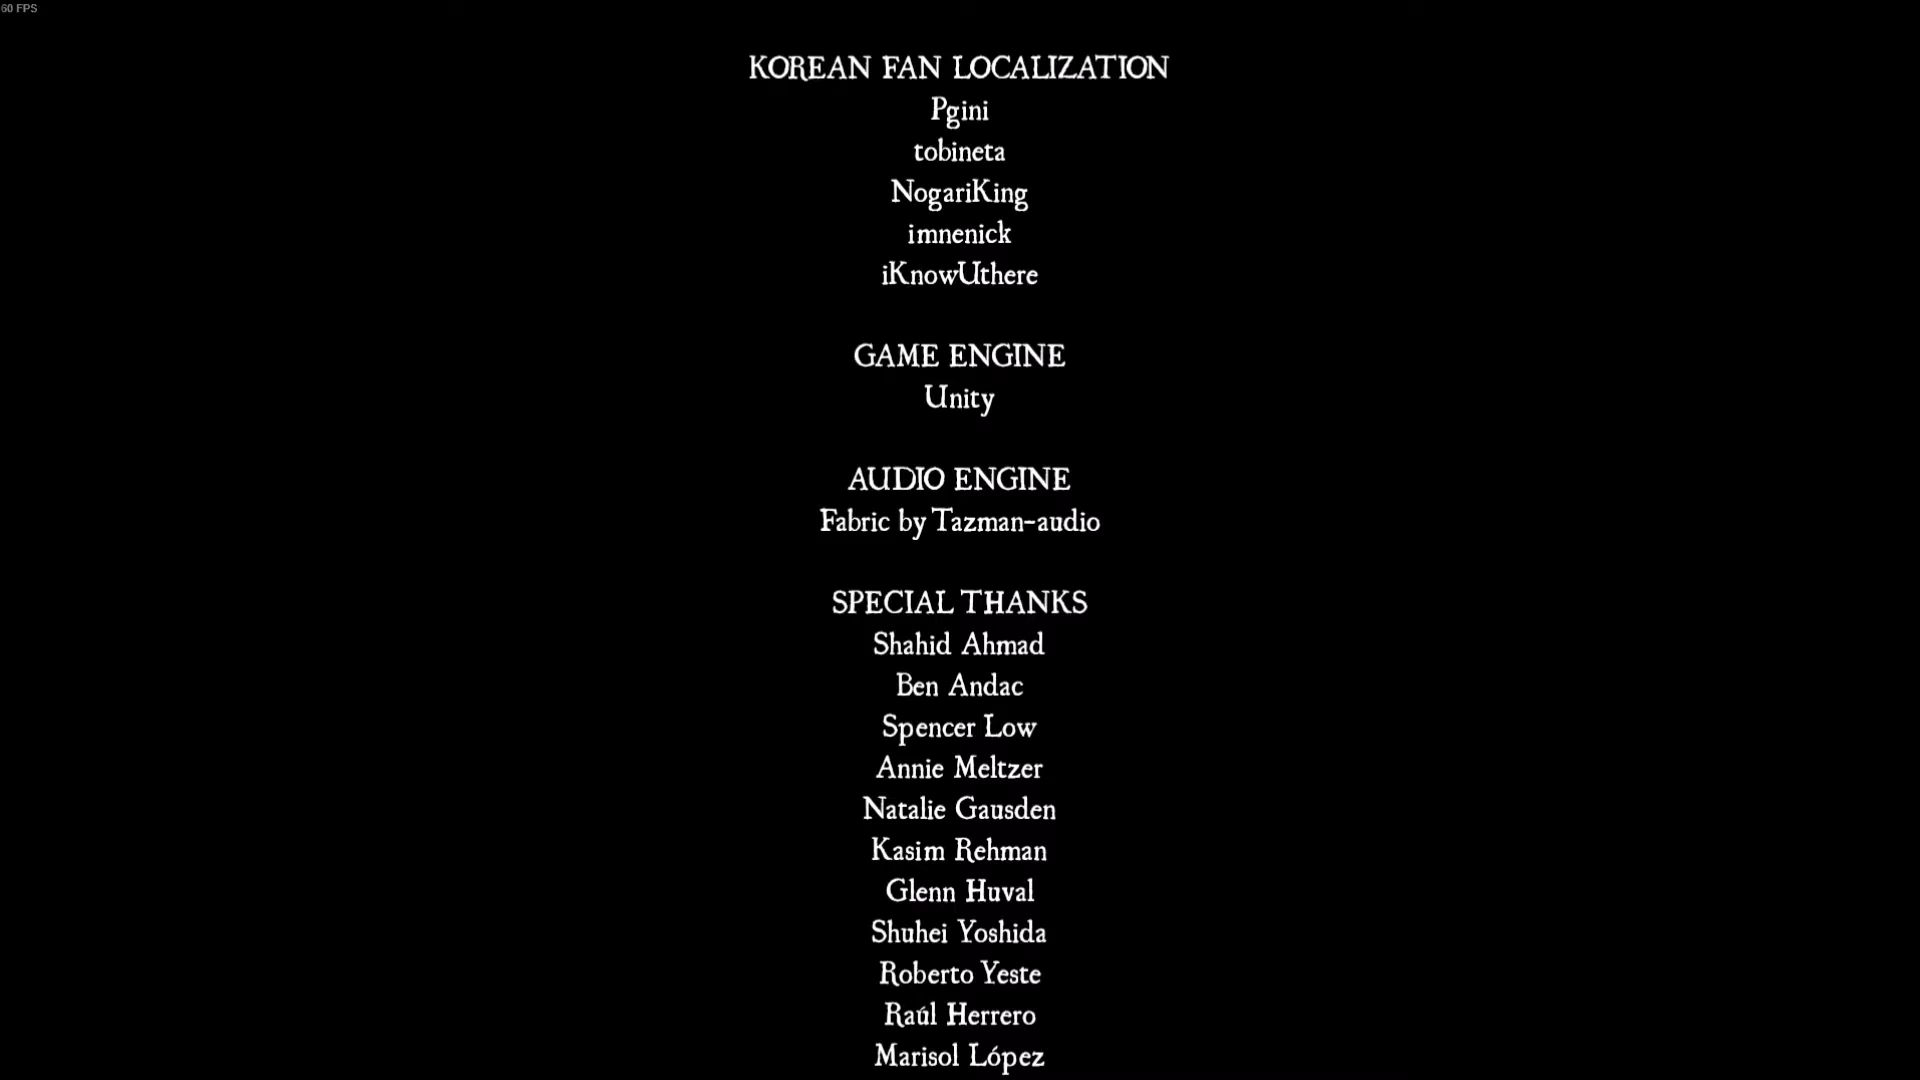 60 FPS
KOREAN FAN LOCALIZATION
Pgini
tobineta
NogariKing
imnenick
iKnowUthere
GAME ENGINE
Unity
AUDIO ENGINE
Fabric by Tazman-audio
SPECIAL THANKS
Shahid Ahmad
Ben Andac
Spencer Low
Annie Meltzer
Natalie Gausden
Kasim Rehman
Glenn Huval
Shuhei Yoshida
Roberto Yeste
Raúl Herrero
Marisol López